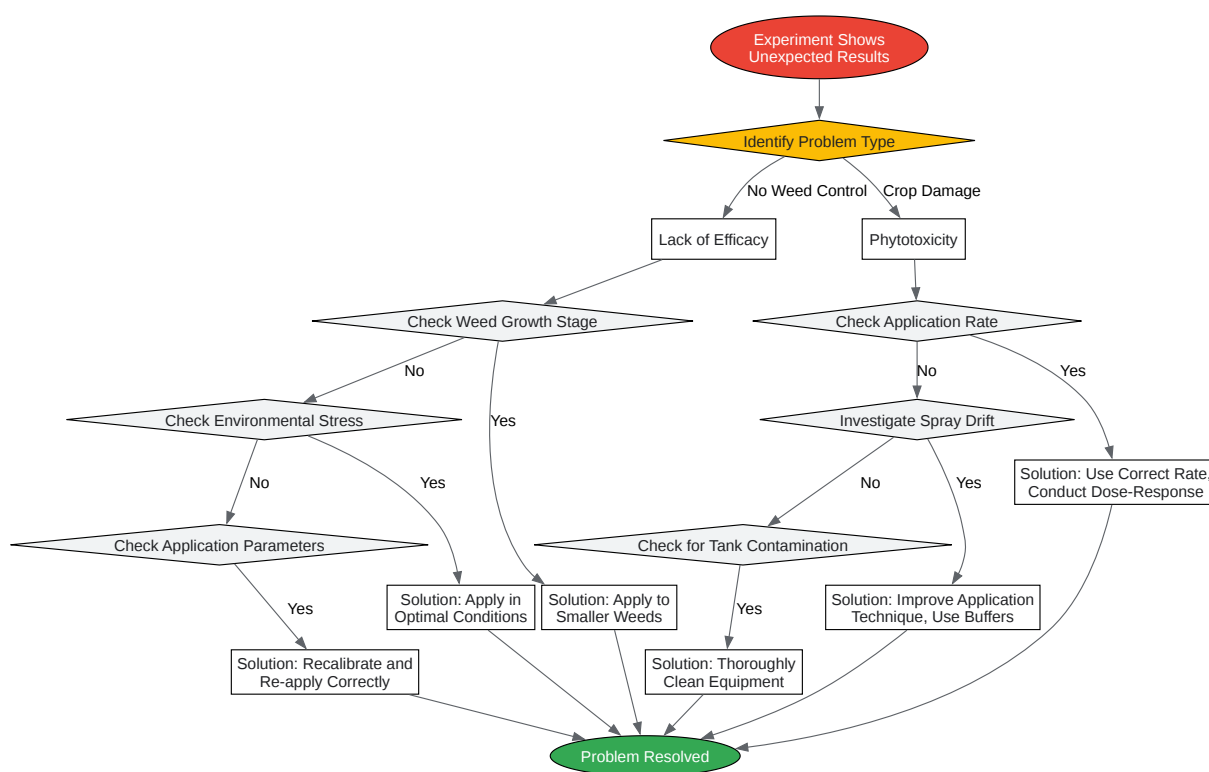 Experiment Shows
Unexpected Results
Identify Problem Type
No Weed Control
Crop Damage
Lack of Efficacy
Phytotoxicity
Check Weed Growth Stage
Check Application Rate
No
No
Yes
Check Environmental Stress
Yes
Investigate Spray Drift
Solution: Use Correct Rate,
Conduct Dose-Response
No
Yes
No
Yes
Check Application Parameters
Check for Tank Contamination
Yes
Solution: Apply in
Optimal Conditions
Solution: Apply to
Smaller Weeds
Yes
Solution: Improve Application
Technique, Use Buffers
Solution: Recalibrate and
Re-apply Correctly
Solution: Thoroughly
Clean Equipment
Problem Resolved